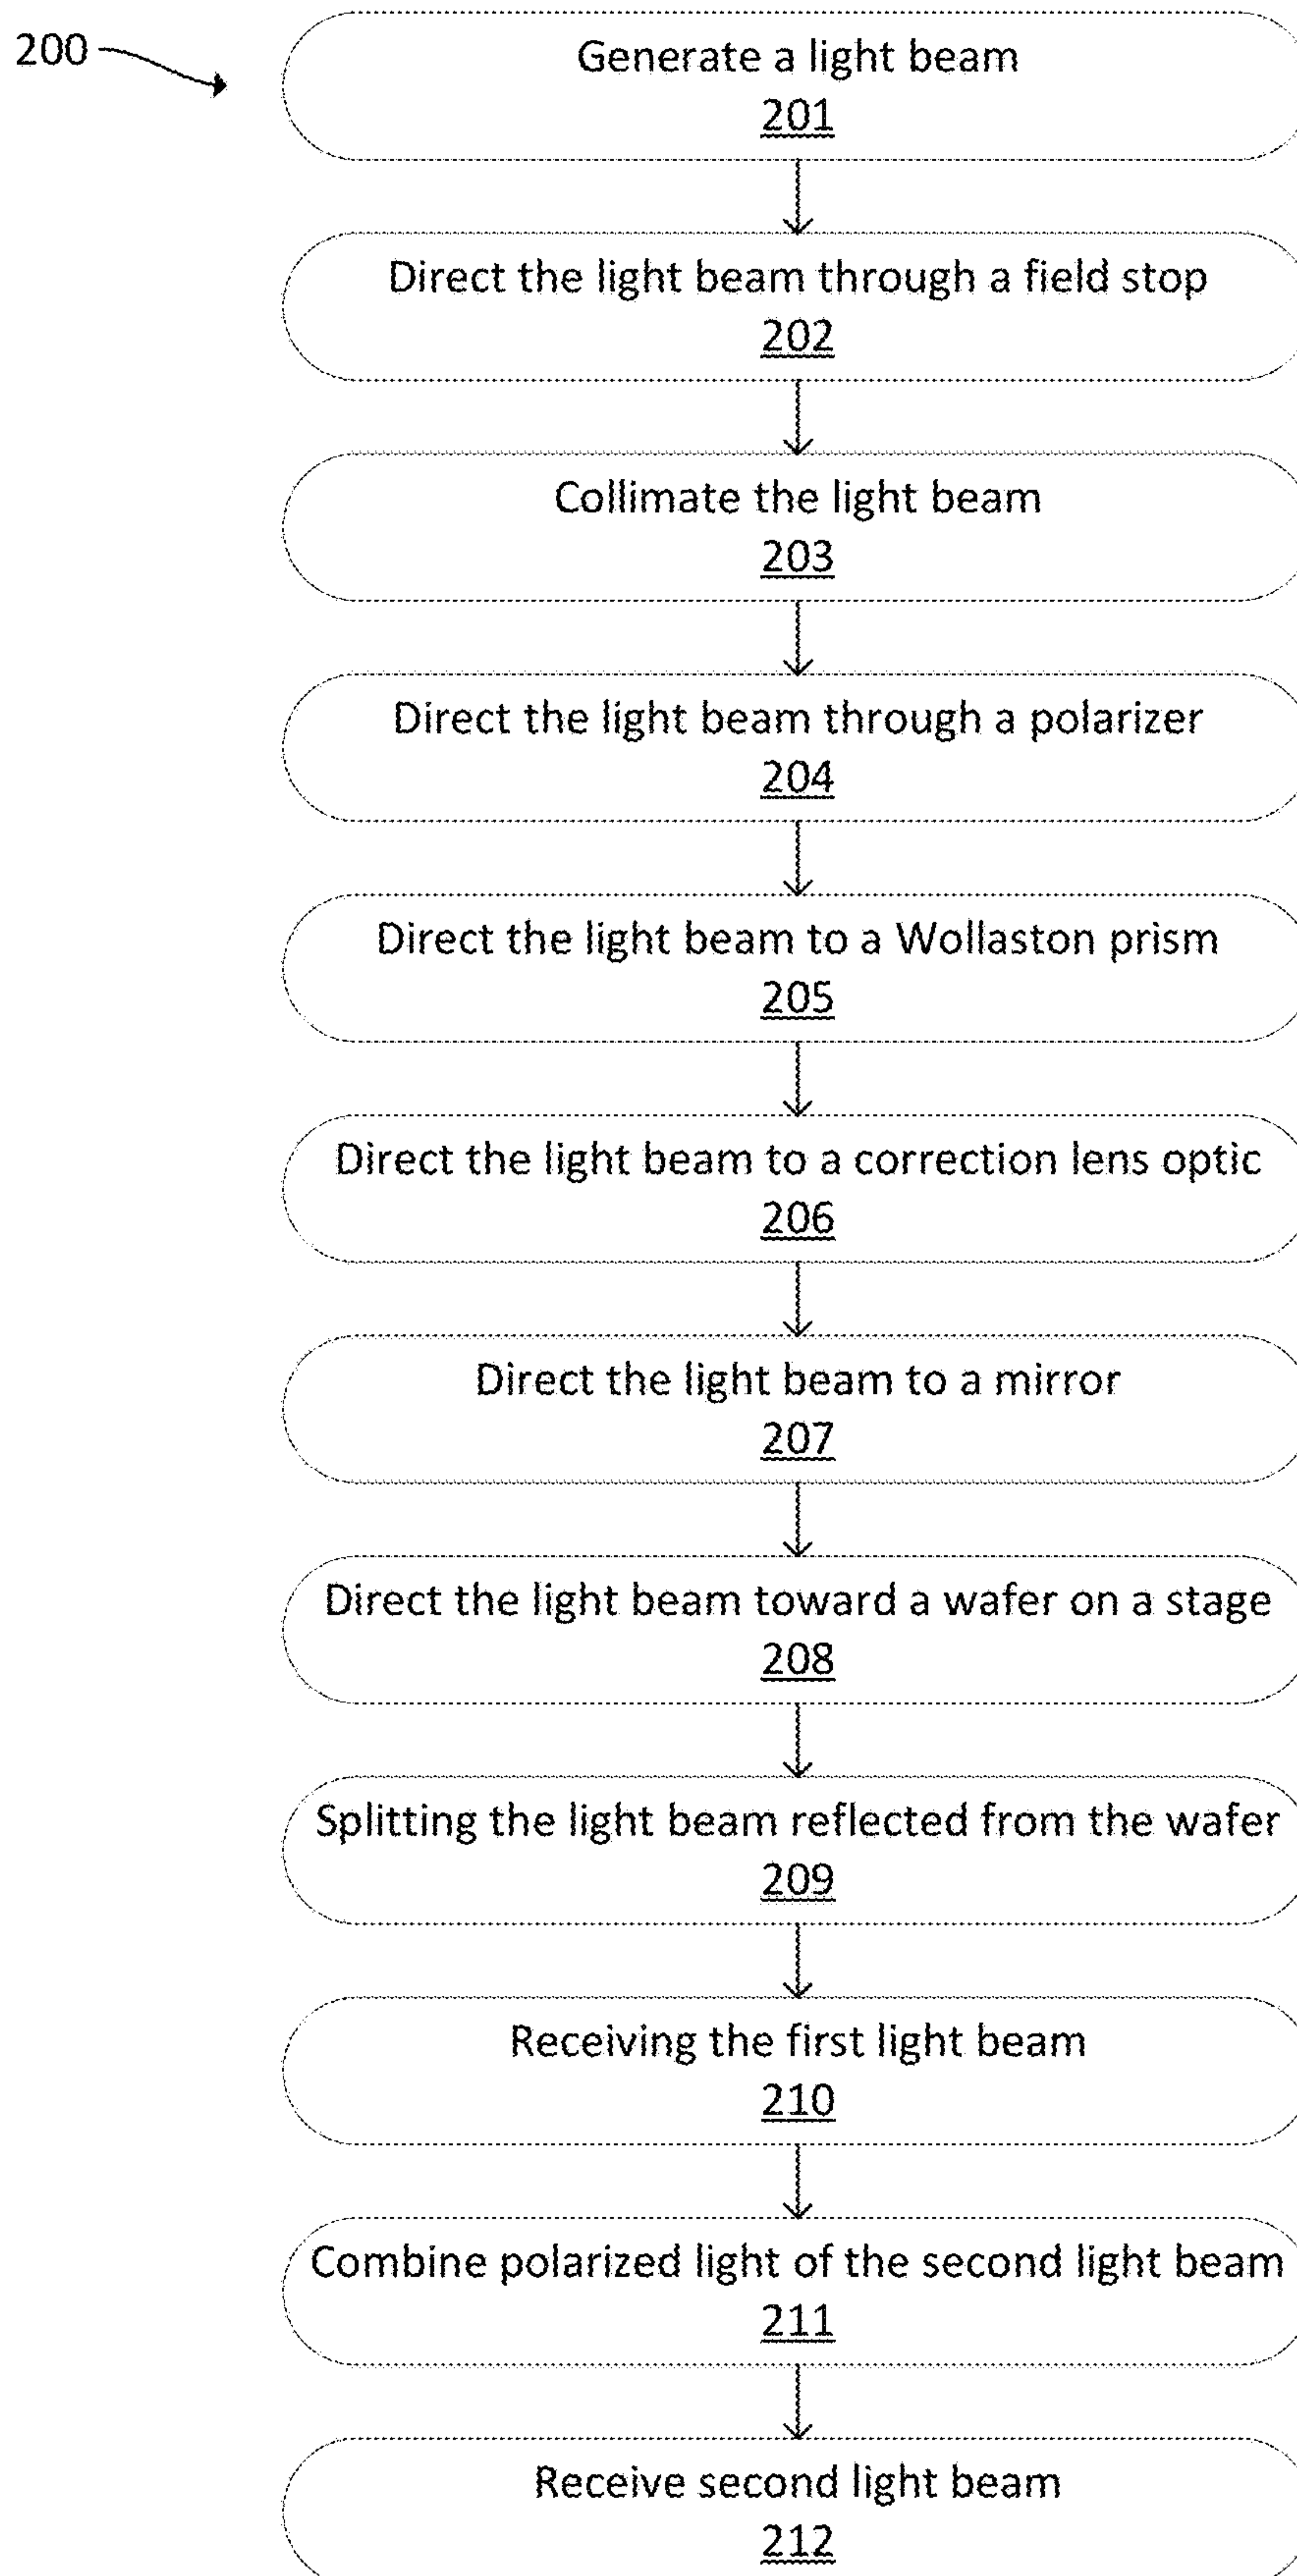 200
Generate a light beam
201
Direct the light beam through a field stop
202
Collimate the light beam
203
Direct the light beam through a polarizer
204
Direct the light beam to a Wollaston prism
205
Direct the light beam to a correction lens optic
206
Direct the light beam to a mirror
207
Direct the light beam toward a wafer on a stage
208
Splitting the light beam reflected from the wafer
209
Receiving the first light beam
210
Combine polarized light of the second light beam
211
Receive second light beam
212